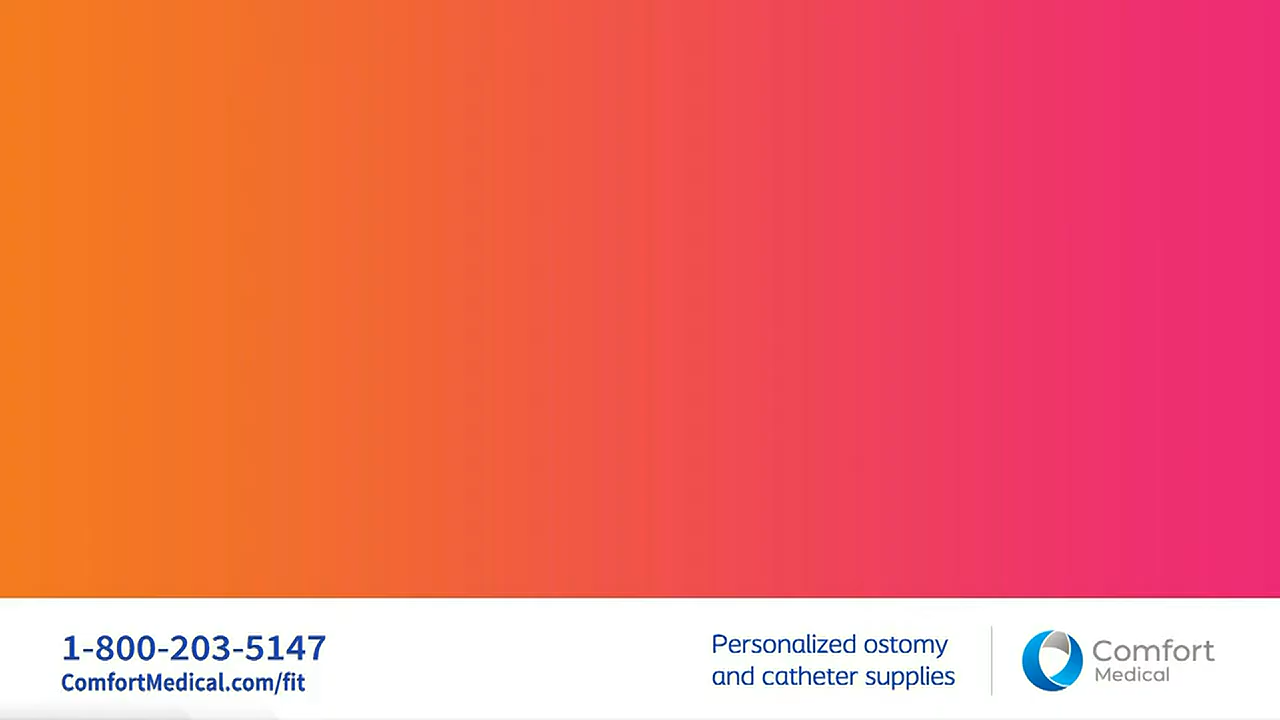 1-800-203-5147
ComfortMedical.com/fit
Personalized ostomy
and catheter supplies
Comfort
Medical